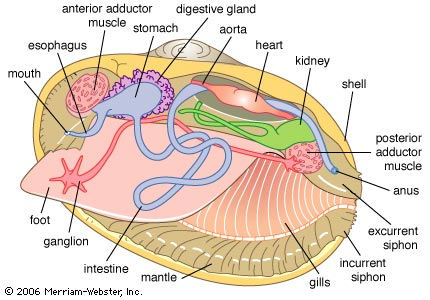 anterior adductor
muscle
digestive gland
stomach
aorta
esophagus
heart
mouth
kidney
shell
posterior
adductor
muscle
anus
foot
excurrent
siphon
ganglion
incurrent
siphon
intestine
mantle
gills
© 2006 Merriam-Webster, Inc.